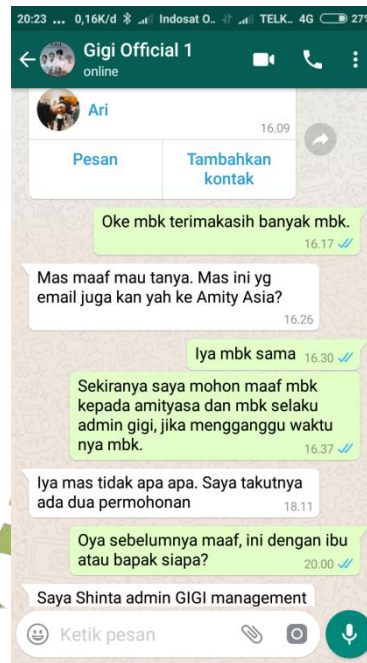 20:23 ... 0,16K/d Indosat O.. TELK.. 4G 27%
Gigi Official 1
online
Ari
16.09
Pesan
Tambahkan
kontak
Oke mbk terimakasih banyak mbk.
16.17
Mas maaf mau tanya. Mas ini yg
email juga kan yah ke Amity Asia?
16.26
Iya mbk sama 16.30
Sekiranya saya mohon maaf mbk
kepada amityasa dan mbk selaku
admin gigi, jika mengganggu waktu
nya mbk.
16.37
Iya mas tidak apa apa. Saya takutnya
ada dua permohonan
18.11
Oya sebelumnya maaf, ini dengan ibu
atau bapak siapa?
20.00
Saya Shinta admin GIGI management
Ketik pesan